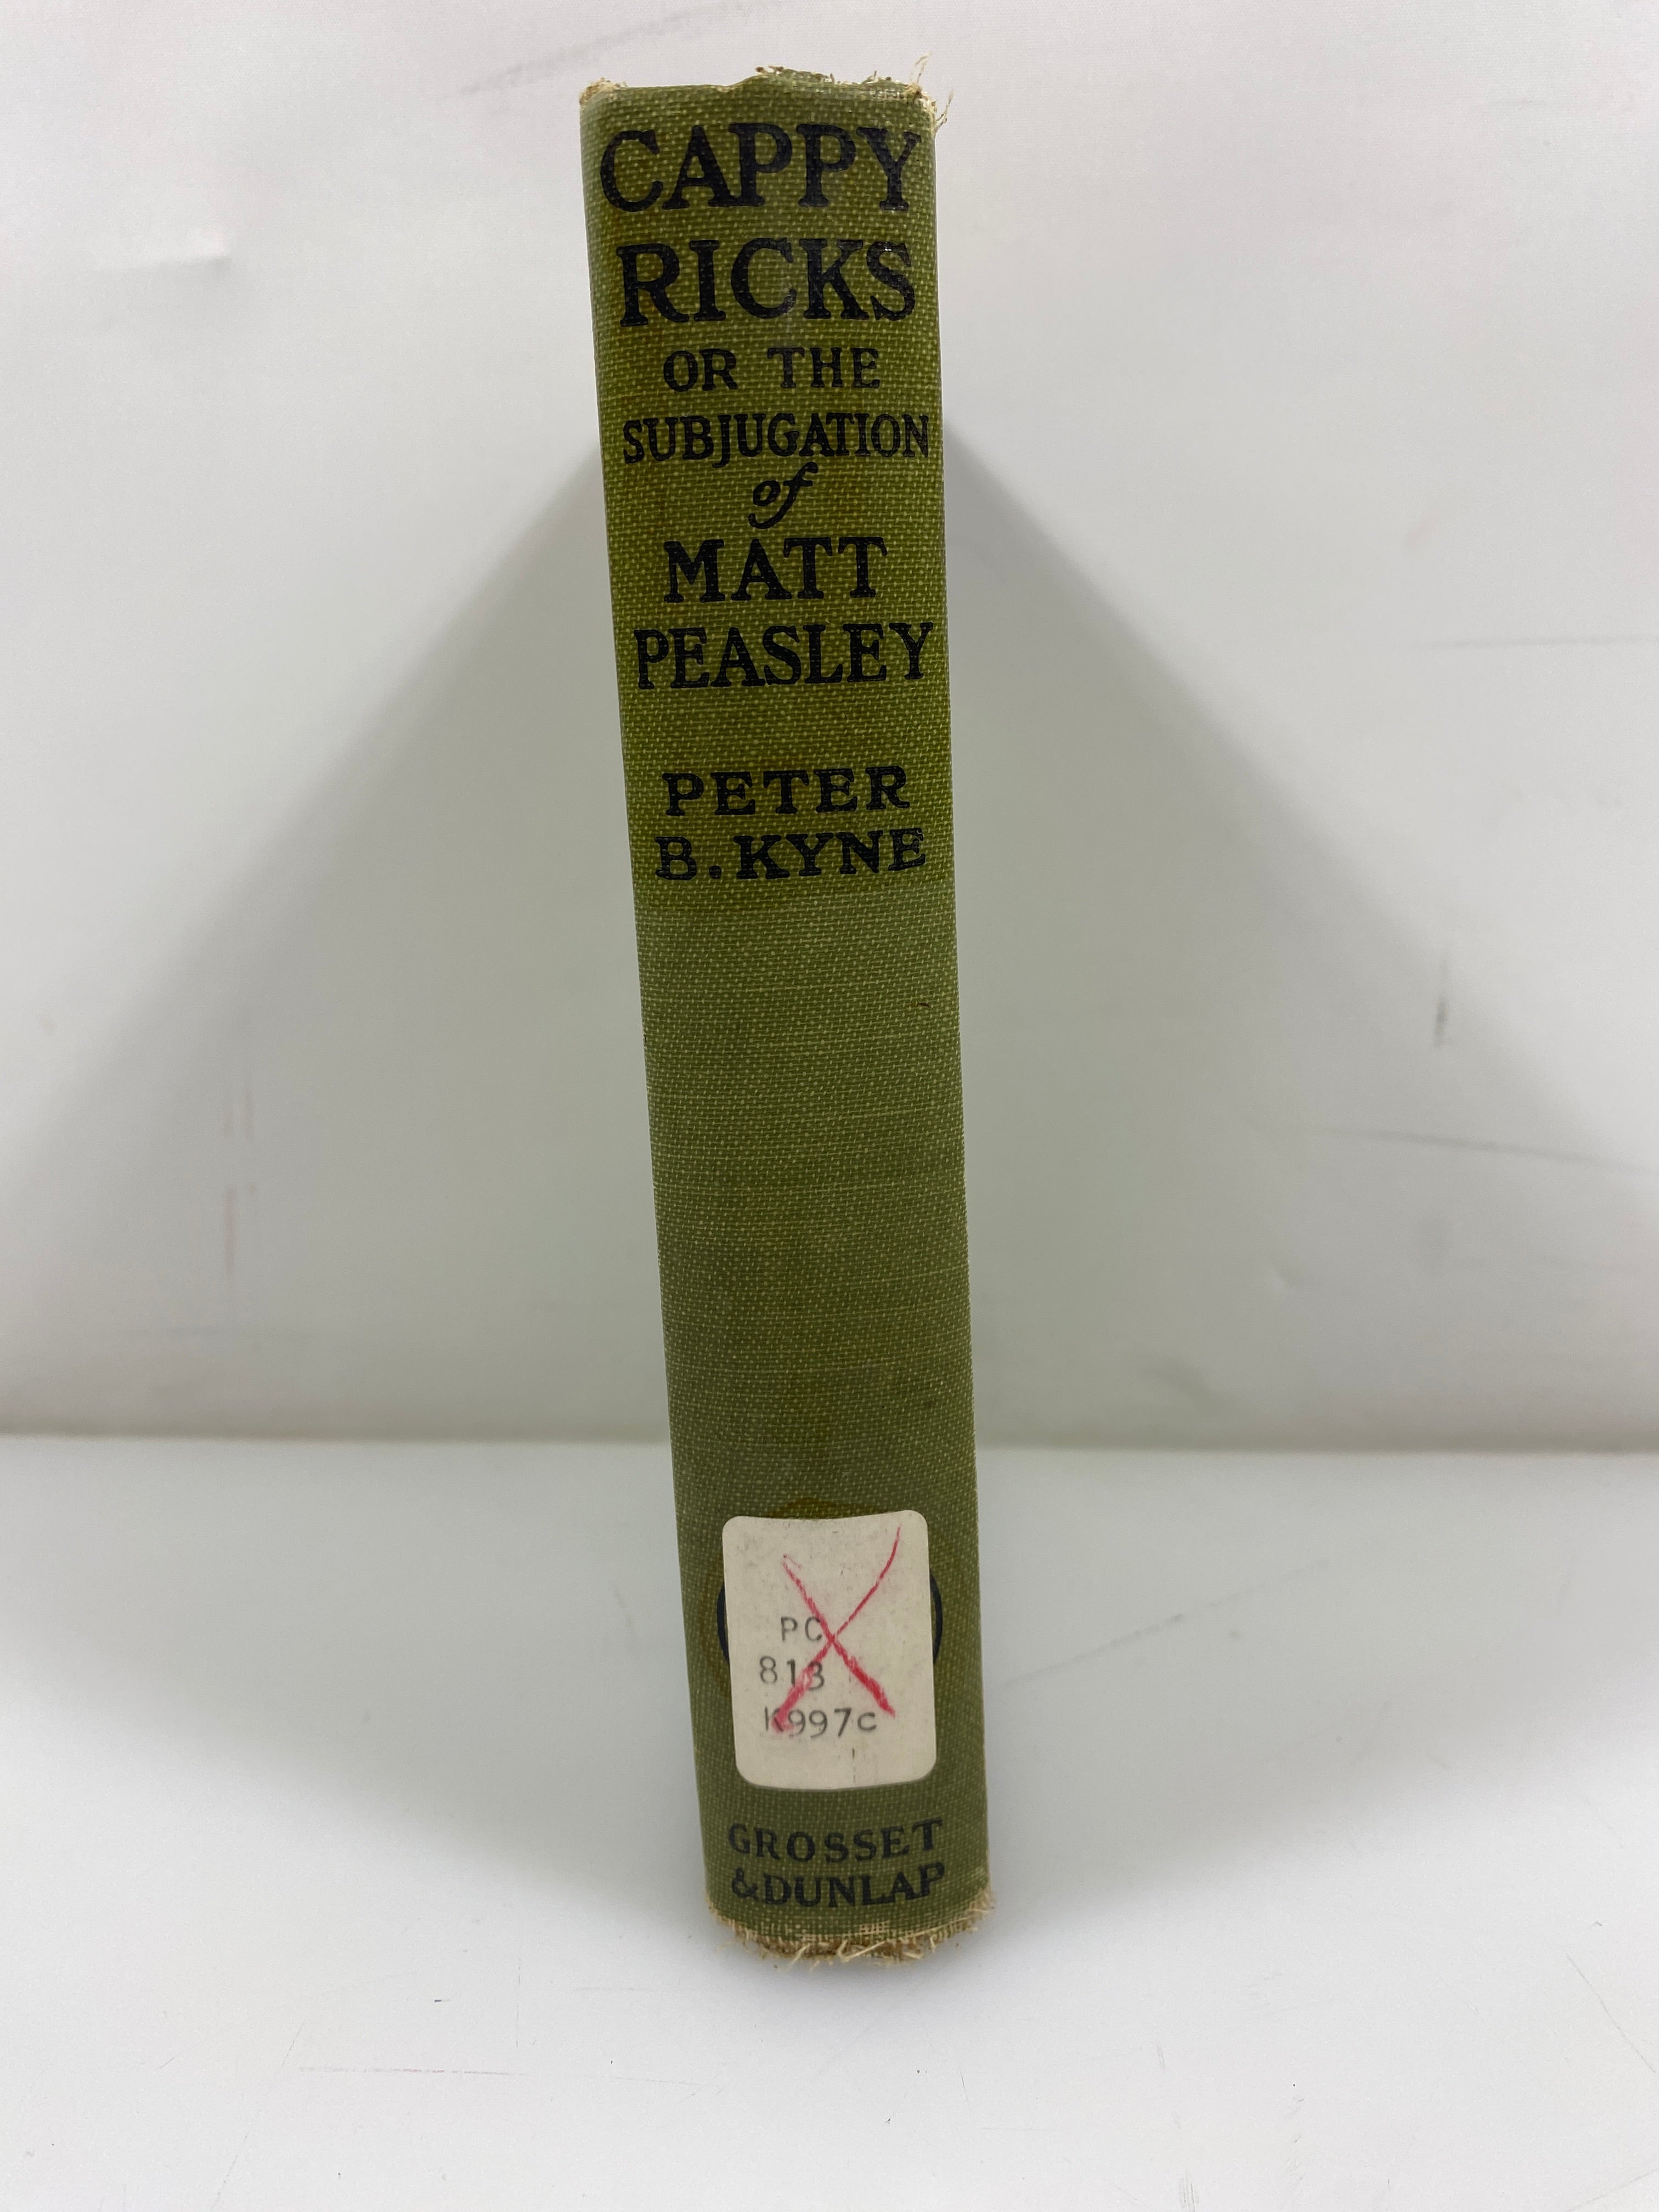 CAPPY
RICKS
OR THE
SUBJUGATION
of
MATT
PEASLEY
PETER
B. KYNE
PC
813
K997c
GROSSET
& DUNLAP